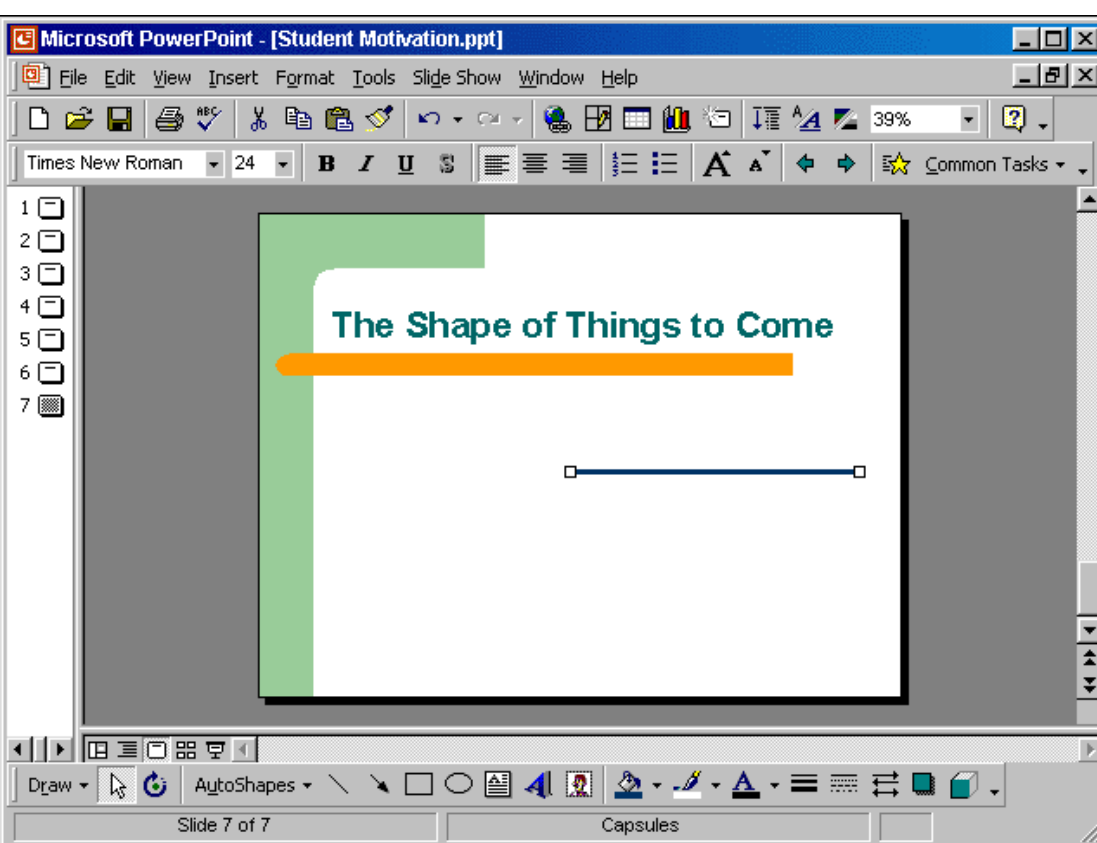 Microsoft PowerPoint - [Student Motivation.ppt]
File Edit View Insert Format Tools Slide Show Window Help
ABC 39%
Times New Roman 24 B I U S Common Tasks
1
2
3
4
5
6
7
The Shape of Things to Come
Draw AutoShapes
Slide 7 of 7 Capsules